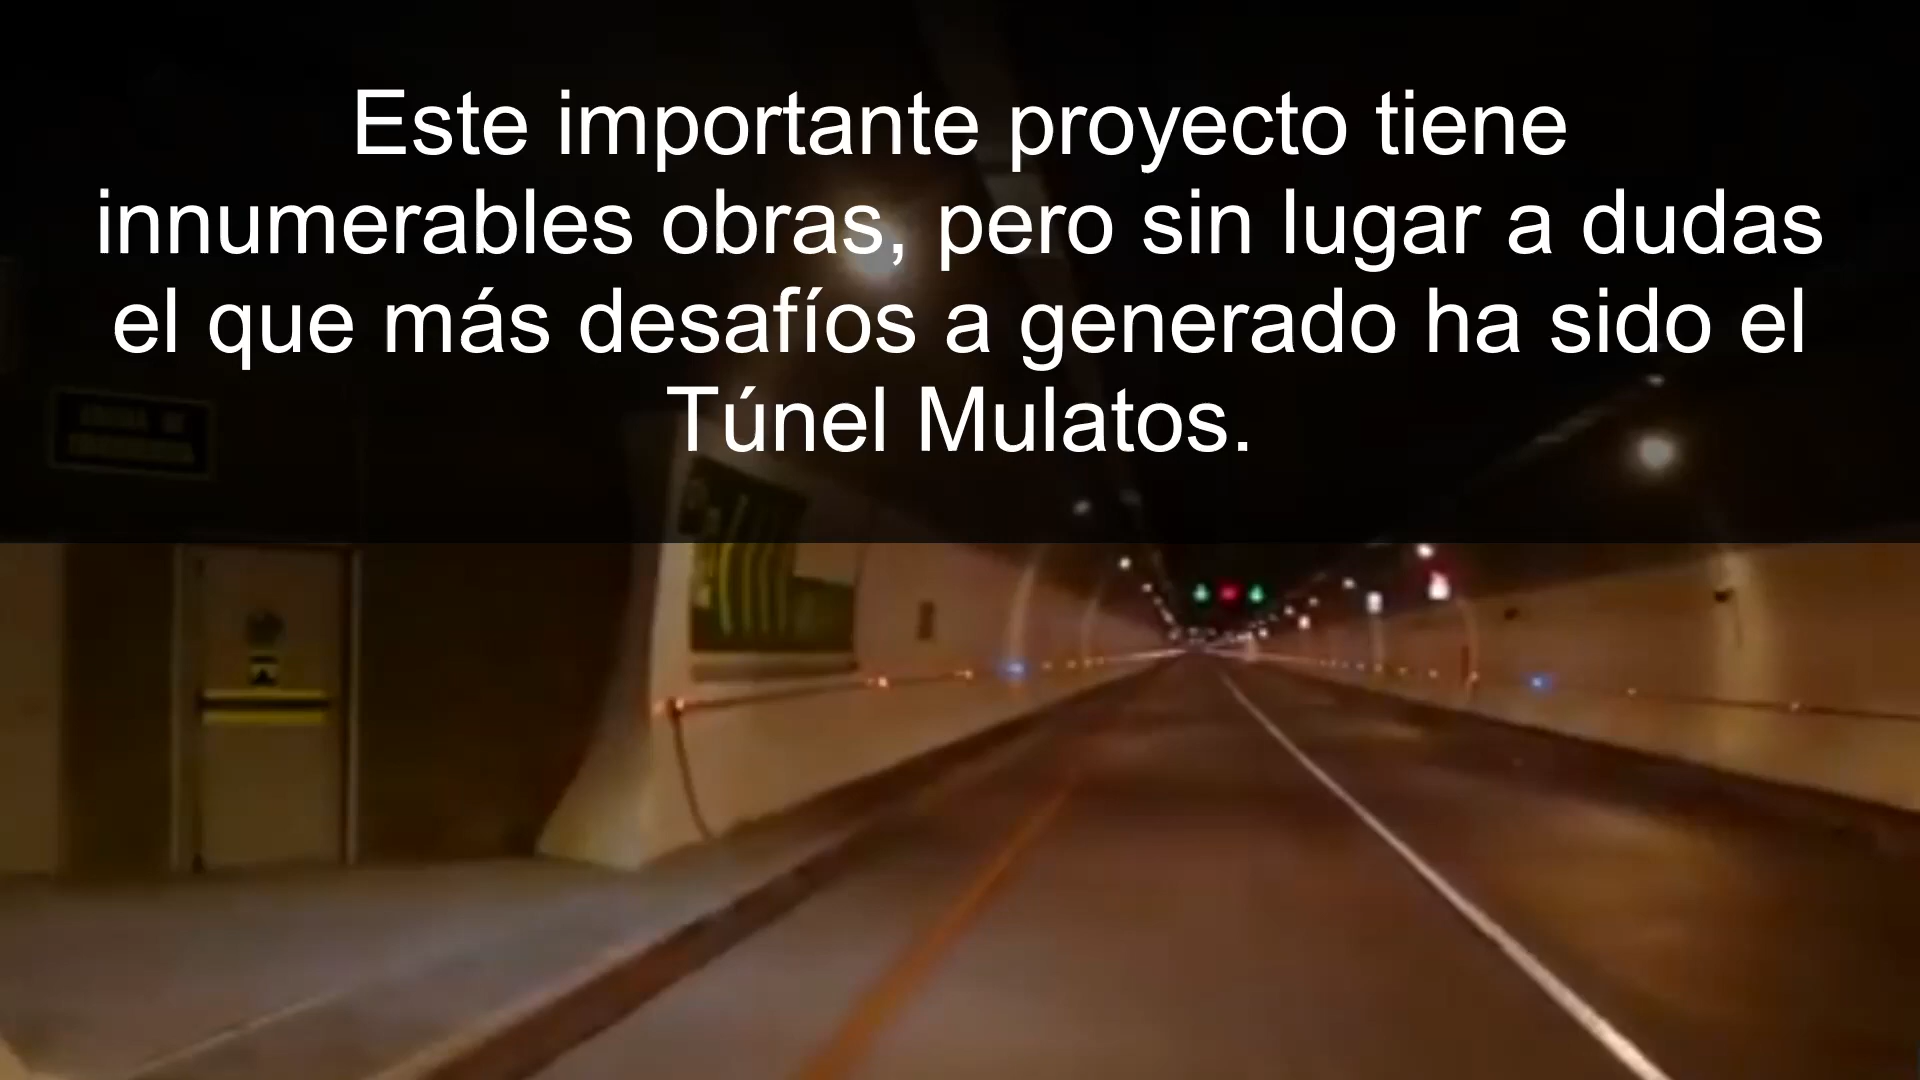 Este importante proyecto tiene
innumerables obras, pero sin lugar a dudas
el que más desafíos a generado ha sido el
Túnel Mulatos.